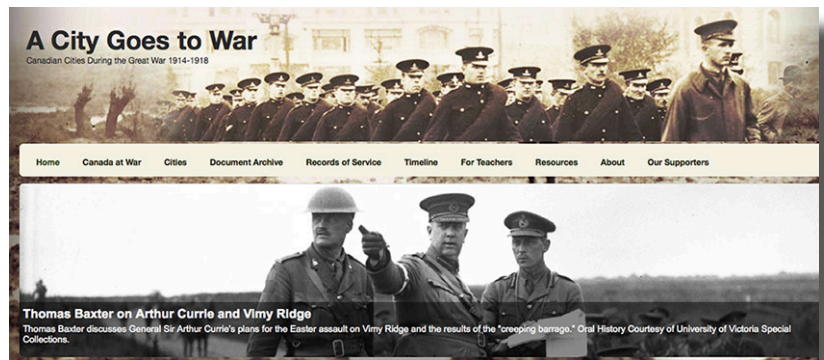 A City Goes to War
Canadian Cities During the Great War 1914-1918
Home Canada at War Cities Document Archive Records of Service Timeline For Teachers Resources About Our Supporters
Thomas Baxter on Arthur Currie and Vimy Ridge
Thomas Baxter discusses General Sir Arthur Currie's plans for the Easter assault on Vimy Ridge and the results of the "creeping barrage." Oral History Courtesy of University of Victoria Special
Collections.